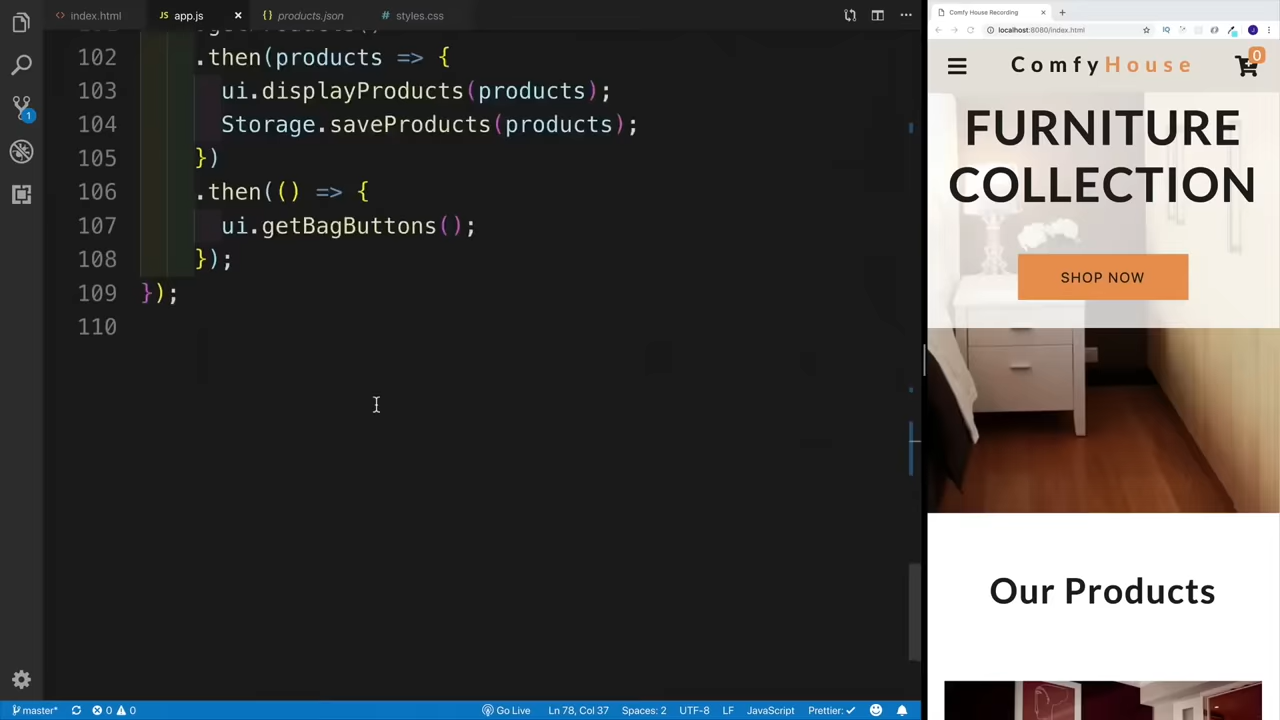 index.html
app.js
products.json
styles.css
102 .then(products => {
103 ui.displayProducts(products);
104 Storage.saveProducts(products);
105 })
106 .then(() => {
107 ui.getBagButtons();
108 });
109 });
110
1
master*
0 0
Go Live
Ln 78, Col 37
Spaces: 2
UTF-8
LF
JavaScript
Prettier: ✓
Comfy House Recording
localhost:8080/index.html
ComfyHouse
0
FURNITURE
COLLECTION
SHOP NOW
Our Products